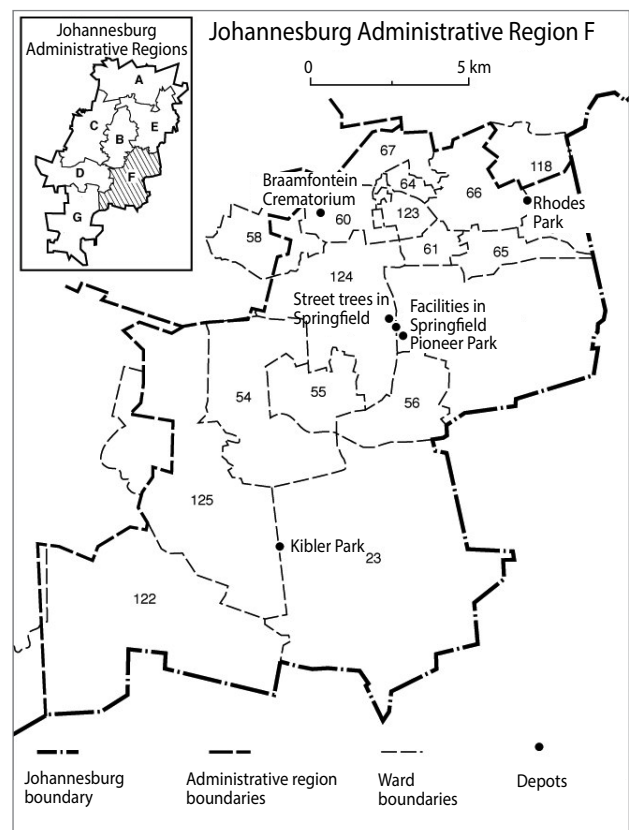 Johannesburg
Administrative Regions
A
C
B
E
D
F
G
Johannesburg Administrative Region F
0
5 km
67
118
64
66
Braamfontein
Crematorium
60
123
Rhodes
Park
58
61
65
124
Street trees in
Springfield
Facilities in
Springfield
Pioneer Park
54
55
56
125
Kibler Park
23
122
Johannesburg
boundary
Administrative region
boundaries
Ward
boundaries
Depots